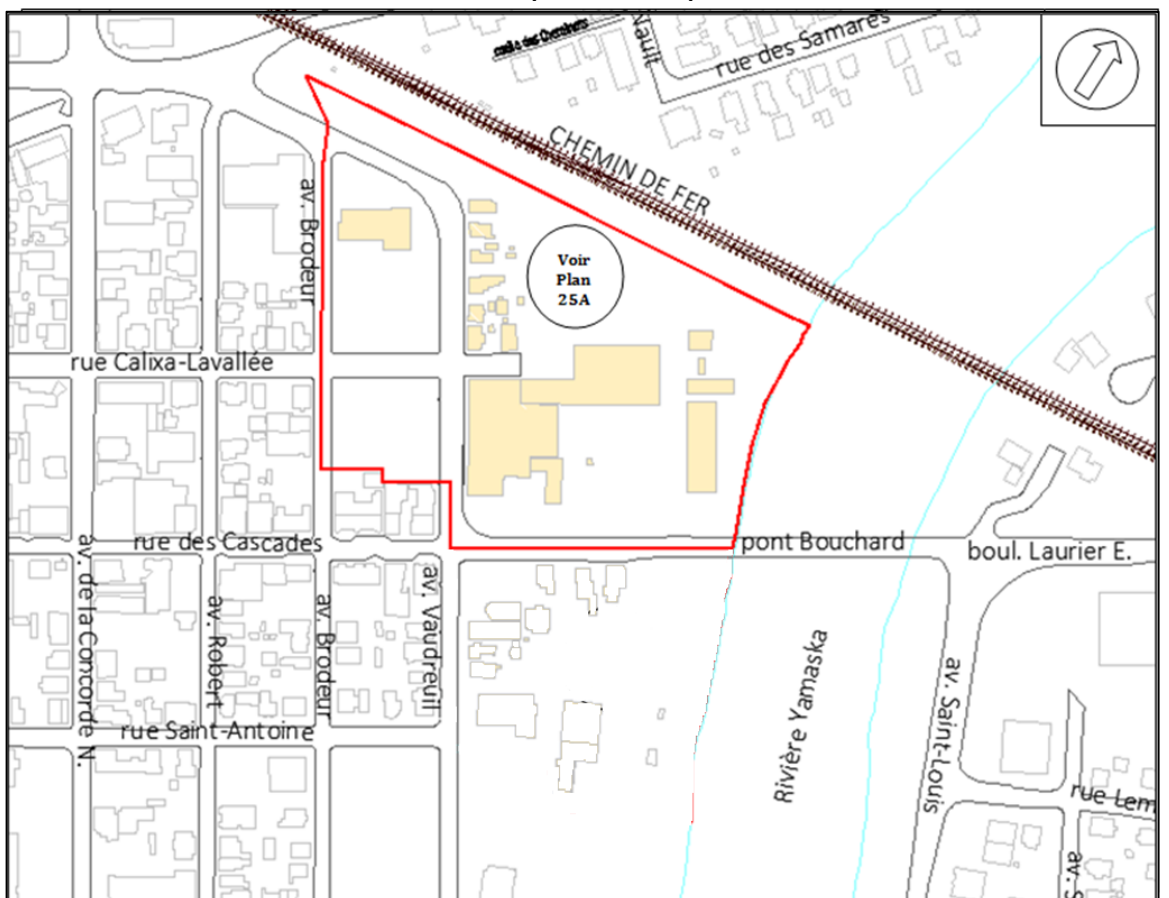 rue des Samares
Nault
CHEMIN DE FER
av. Brodeur
Voir
Plan
25A
rue Calixa-Lavallée
rue des Cascades
pont Bouchard
boul. Laurier E.
av. de la Concorde N.
av. Robert
av. Brodeur
av. Vaudreuil
Rivière Yamaska
av. Saint-Louis
rue Saint-Antoine
rue Lem
av. S